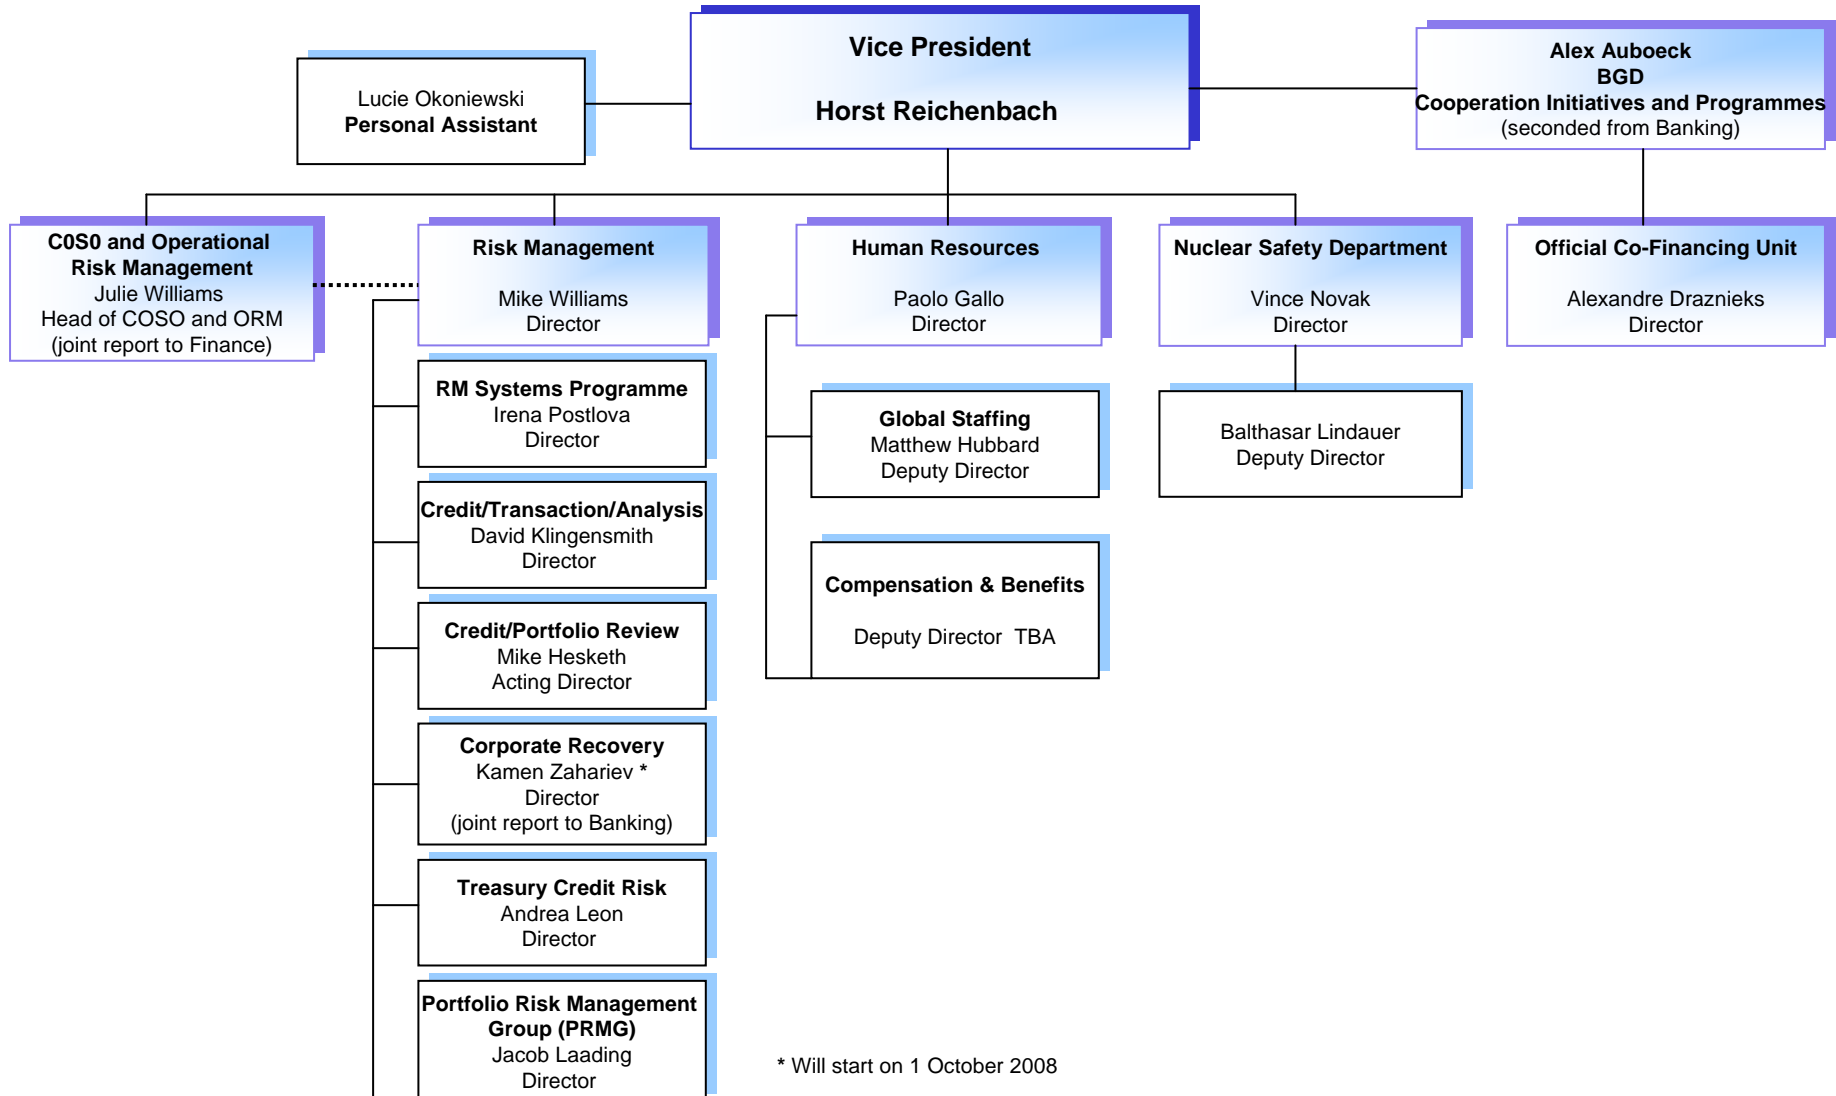 Vice President
Horst Reichenbach
Lucie Okoniewski
Personal Assistant
Alex Auboeck
BGD
Cooperation Initiatives and Programmes
(seconded from Banking)
C0S0 and Operational
Risk Management
Julie Williams
Head of COSO and ORM
(joint report to Finance)
Risk Management
Mike Williams
Director
Human Resources
Paolo Gallo
Director
Nuclear Safety Department
Vince Novak
Director
Official Co-Financing Unit
Alexandre Draznieks
Director
RM Systems Programme
Irena Postlova
Director
Credit/Transaction/Analysis
David Klingensmith
Director
Credit/Portfolio Review
Mike Hesketh
Acting Director
Corporate Recovery
Kamen Zahariev *
Director
(joint report to Banking)
Treasury Credit Risk
Andrea Leon
Director
Portfolio Risk Management
Group (PRMG)
Jacob Laading
Director
Global Staffing
Matthew Hubbard
Deputy Director
Compensation & Benefits
Deputy Director TBA
Balthasar Lindauer
Deputy Director
* Will start on 1 October 2008